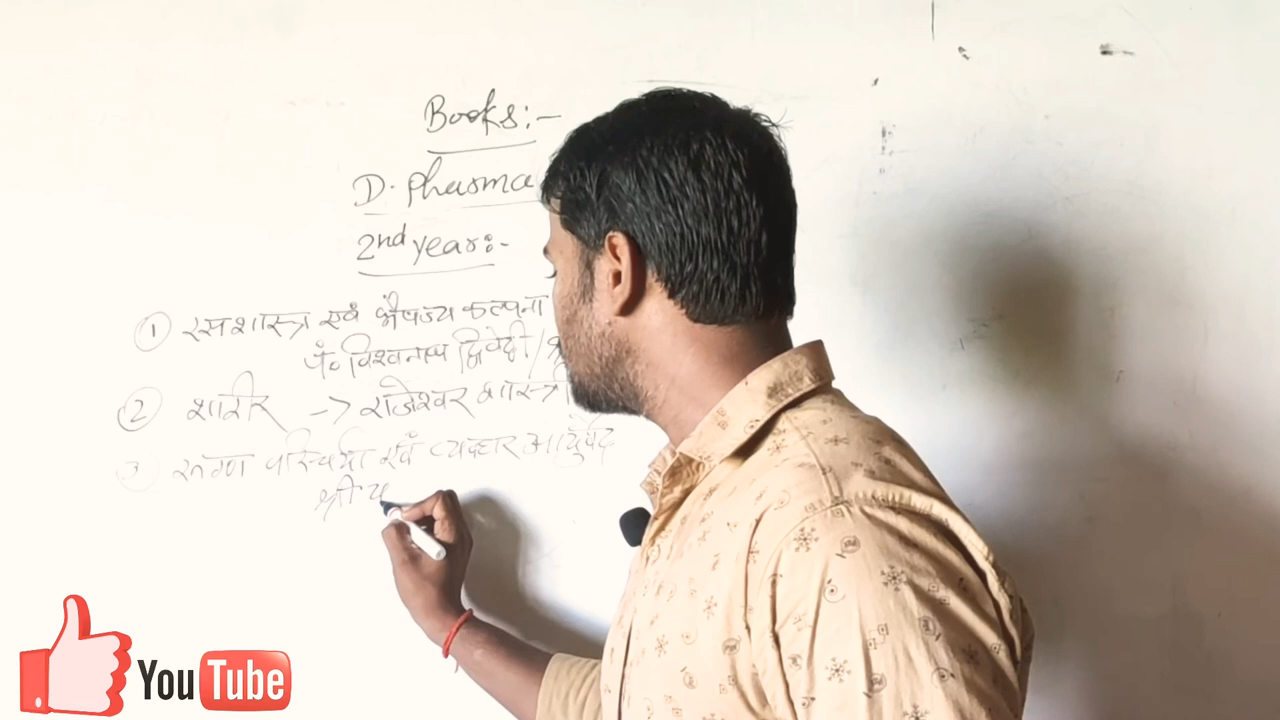 Books:-
D. Pharma
2nd year:-
① रसशास्त्र एवं भैषज्य कल्पना
पं० विश्वनाथ द्विवेदी /
② शारीर → राजेश्वर शास्त्री
3 रुग्ण परिचर्या एवं व्यवहार आयुर्वेद
श्री
YouTube